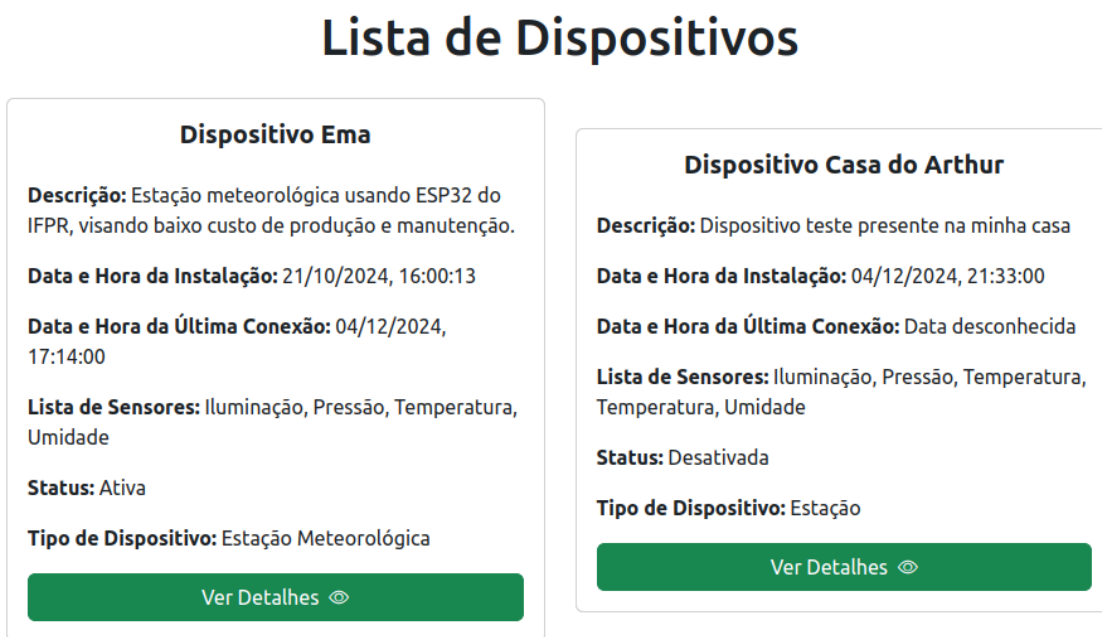 Lista de Dispositivos
Dispositivo Ema
Descrição: Estação meteorológica usando ESP32 do
IFPR, visando baixo custo de produção e manutenção.
Data e Hora da Instalação: 21/10/2024, 16:00:13
Data e Hora da Última Conexão: 04/12/2024,
17:14:00
Lista de Sensores: Iluminação, Pressão, Temperatura,
Umidade
Status: Ativa
Tipo de Dispositivo: Estação Meteorológica
Ver Detalhes
Dispositivo Casa do Arthur
Descrição: Dispositivo teste presente na minha casa
Data e Hora da Instalação: 04/12/2024, 21:33:00
Data e Hora da Última Conexão: Data desconhecida
Lista de Sensores: Iluminação, Pressão, Temperatura,
Temperatura, Umidade
Status: Desativada
Tipo de Dispositivo: Estação
Ver Detalhes